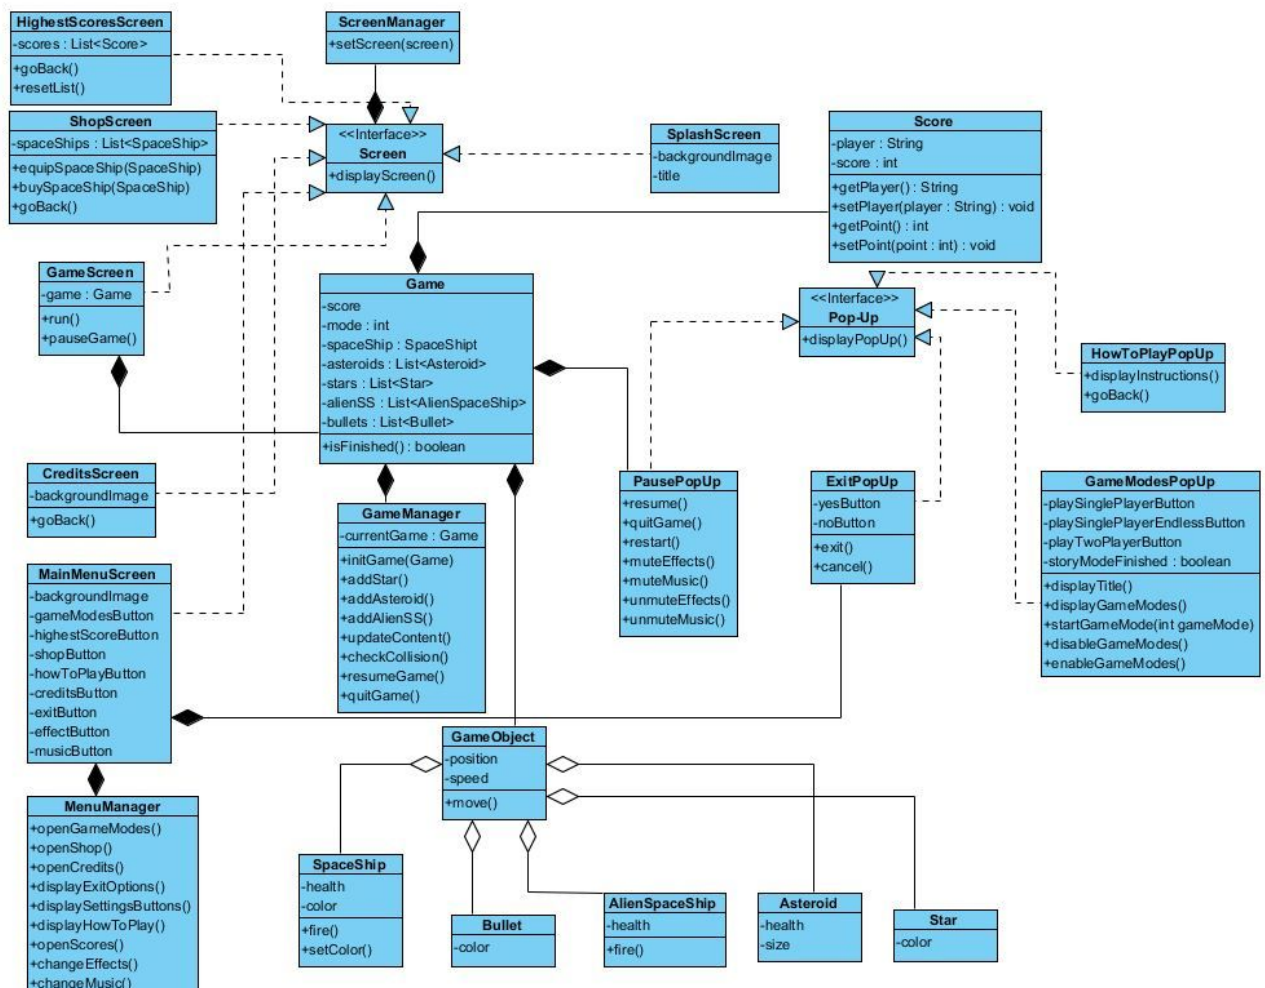 HighestScoresScreen
-scores : List<Score>
+goBack()
+resetList()
ScreenManager
+setScreen(screen)
ShopScreen
-spaceShips : List<SpaceShip>
+equipSpaceShip(SpaceShip)
+buySpaceShip(SpaceShip)
+goBack()
<<Interface>>
Screen
+displayScreen()
SplashScreen
-backgroundImage
-title
Score
-player : String
-score : int
+getPlayer() : String
+setPlayer(player : String) : void
+getPoint() : int
+setPoint(point : int) : void
GameScreen
-game : Game
+run()
+pauseGame()
Game
-score
-mode : int
-spaceShip : SpaceShipt
-asteroids : List<Asteroid>
-stars : List<Star>
-alienSS : List<AlienSpaceShip>
-bullets : List<Bullet>
+isFinished() : boolean
<<Interface>>
Pop-Up
+displayPopUp()
HowToPlayPopUp
+displayInstructions()
+goBack()
CreditsScreen
-backgroundImage
+goBack()
GameManager
-currentGame : Game
+initGame(Game)
+addStar()
+addAsteroid()
+addAlienSS()
+updateContent()
+checkCollision()
+resumeGame()
+quitGame()
PausePopUp
+resume()
+quitGame()
+restart()
+muteEffects()
+muteMusic()
+unmuteEffects()
+unmuteMusic()
ExitPopUp
-yesButton
-noButton
+exit()
+cancel()
GameModesPopUp
-playSinglePlayerButton
-playSinglePlayerEndlessButton
-playTwoPlayerButton
-storyModeFinished : boolean
+displayTitle()
+displayGameModes()
+startGameMode(int gameMode)
+disableGameModes()
+enableGameModes()
MainMenuScreen
-backgroundImage
-gameModesButton
-highestScoreButton
-shopButton
-howToPlayButton
-creditsButton
-exitButton
-effectButton
-musicButton
GameObject
-position
-speed
+move()
MenuManager
+openGameModes()
+openShop()
+openCredits()
+displayExitOptions()
+displaySettingsButtons()
+displayHowToPlay()
+openScores()
+changeEffects()
+changeMusic()
SpaceShip
-health
-color
+fire()
+setColor()
Bullet
-color
AlienSpaceShip
-health
+fire()
Asteroid
-health
-size
Star
-color